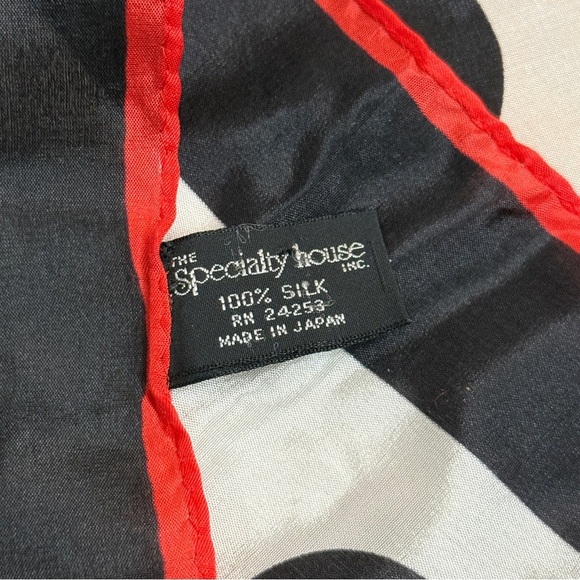 THE
Specialty house
INC.
100% SILK
RN 24253
MADE IN JAPAN